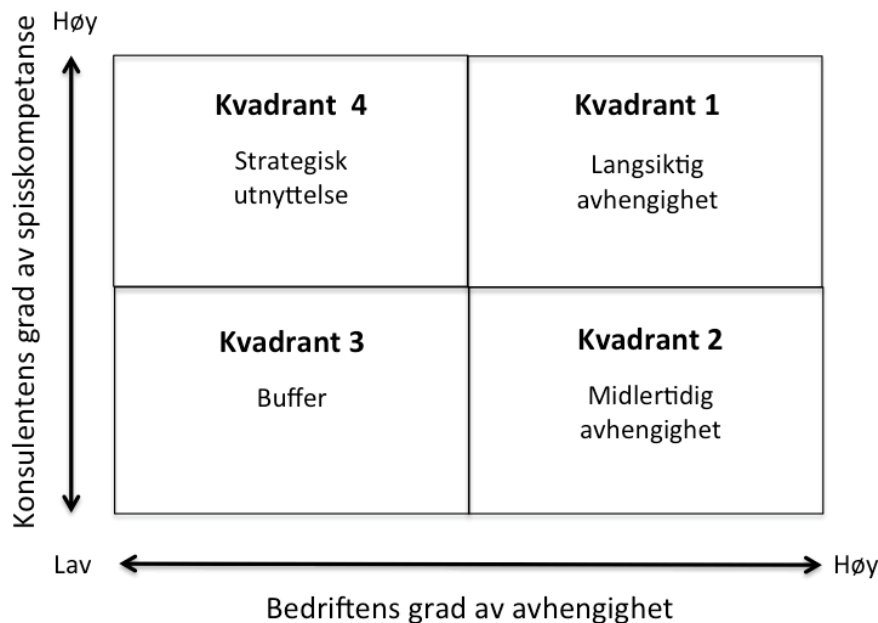 Høy
Konsulentens grad av spisskompetanse
Kvadrant 4
Strategisk
utnyttelse
Kvadrant 1
Langsiktig
avhengighet
Kvadrant 3
Buffer
Kvadrant 2
Midlertidig
avhengighet
Lav
Høy
Bedriftens grad av avhengighet